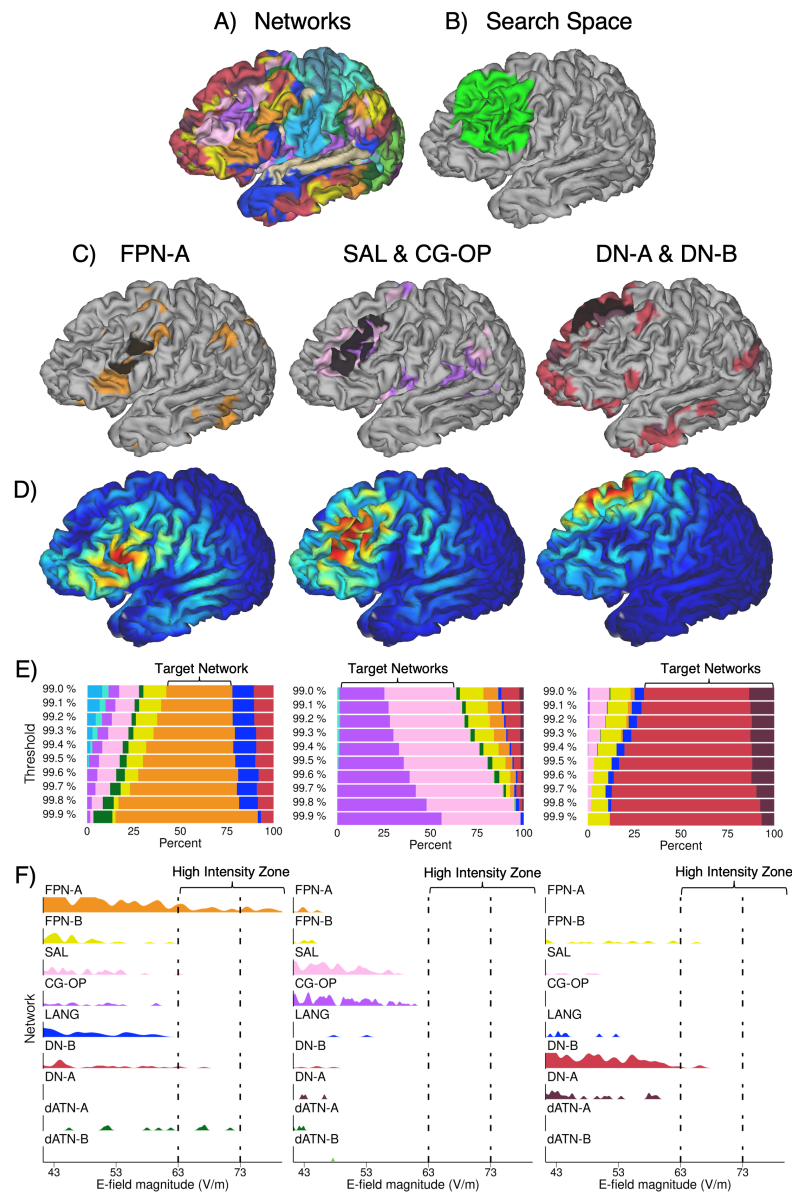 A) Networks
B) Search Space
C) FPN-A
SAL & CG-OP
DN-A & DN-B
D)
E)
Target Network
Target Networks
Target Networks
Threshold
99.0 %
99.1 %
99.2 %
99.3 %
99.4 %
99.5 %
99.6 %
99.7 %
99.8 %
99.9 %
0 25 50 75 100
Percent
99.0 %
99.1 %
99.2 %
99.3 %
99.4 %
99.5 %
99.6 %
99.7 %
99.8 %
99.9 %
0 25 50 75 100
Percent
99.0 %
99.1 %
99.2 %
99.3 %
99.4 %
99.5 %
99.6 %
99.7 %
99.8 %
99.9 %
0 25 50 75 100
Percent
F)
High Intensity Zone
High Intensity Zone
High Intensity Zone
Network
FPN-A
FPN-B
SAL
CG-OP
LANG
DN-B
DN-A
dATN-A
dATN-B
43 53 63 73
E-field magnitude (V/m)
FPN-A
FPN-B
SAL
CG-OP
LANG
DN-B
DN-A
dATN-A
dATN-B
43 53 63 73
E-field magnitude (V/m)
FPN-A
FPN-B
SAL
CG-OP
LANG
DN-B
DN-A
dATN-A
dATN-B
43 53 63 73
E-field magnitude (V/m)